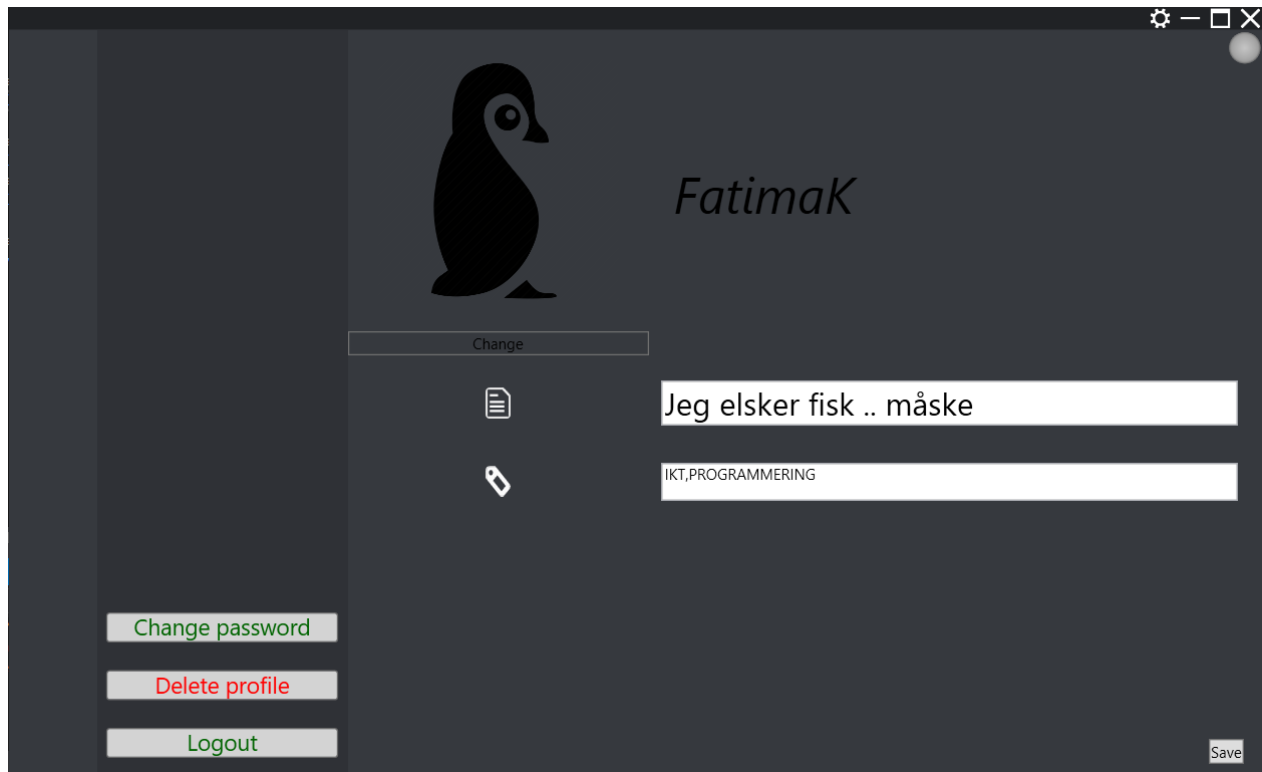 FatimaK
Change
Jeg elsker fisk .. måske
IKT,PROGRAMMERING
Change password
Delete profile
Logout
Save